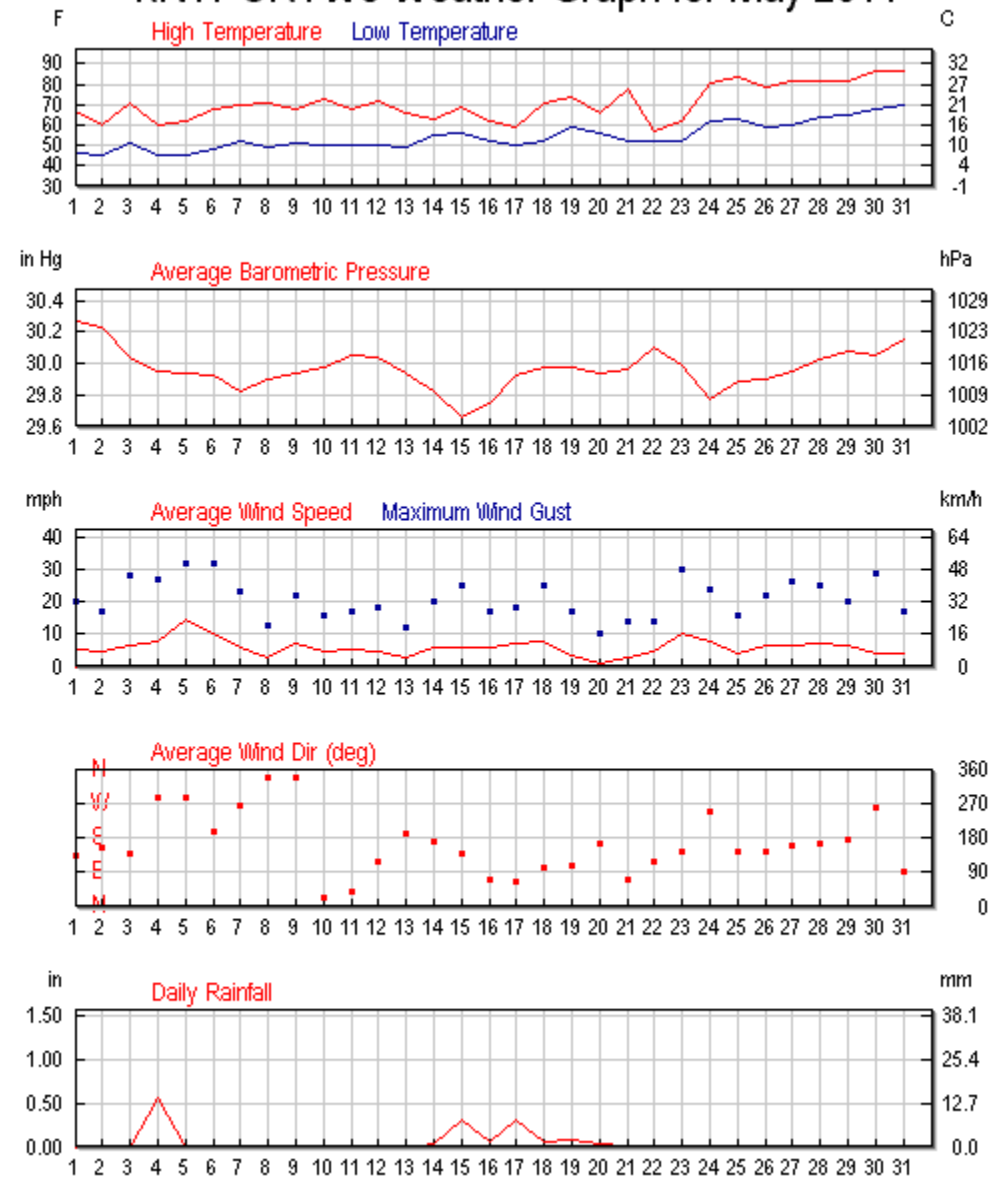 Weather Graph for May 2011
F C
High Temperature Low Temperature
90 32
80 27
70 21
60 16
50 10
40 4
30 -1
1 2 3 4 5 6 7 8 9 10 11 12 13 14 15 16 17 18 19 20 21 22 23 24 25 26 27 28 29 30 31
in Hg hPa
Average Barometric Pressure
30.4 1029
30.2 1023
30.0 1016
29.8 1009
29.6 1002
1 2 3 4 5 6 7 8 9 10 11 12 13 14 15 16 17 18 19 20 21 22 23 24 25 26 27 28 29 30 31
mph km/h
Average Wind Speed Maximum Wind Gust
40 64
30 48
20 32
10 16
0 0
1 2 3 4 5 6 7 8 9 10 11 12 13 14 15 16 17 18 19 20 21 22 23 24 25 26 27 28 29 30 31
Average Wind Dir (deg)
N 360
W 270
S 180
E 90
N 0
1 2 3 4 5 6 7 8 9 10 11 12 13 14 15 16 17 18 19 20 21 22 23 24 25 26 27 28 29 30 31
in mm
Daily Rainfall
1.50 38.1
1.00 25.4
0.50 12.7
0.00 0.0
1 2 3 4 5 6 7 8 9 10 11 12 13 14 15 16 17 18 19 20 21 22 23 24 25 26 27 28 29 30 31